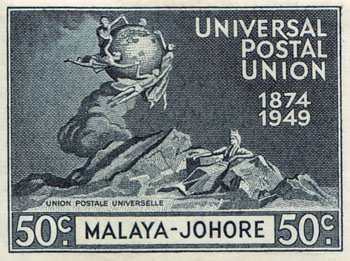 UNIVERSAL
POSTAL
UNION
1874
1949
UNION POSTALE UNIVERSELLE
50c. MALAYA-JOHORE 50c.